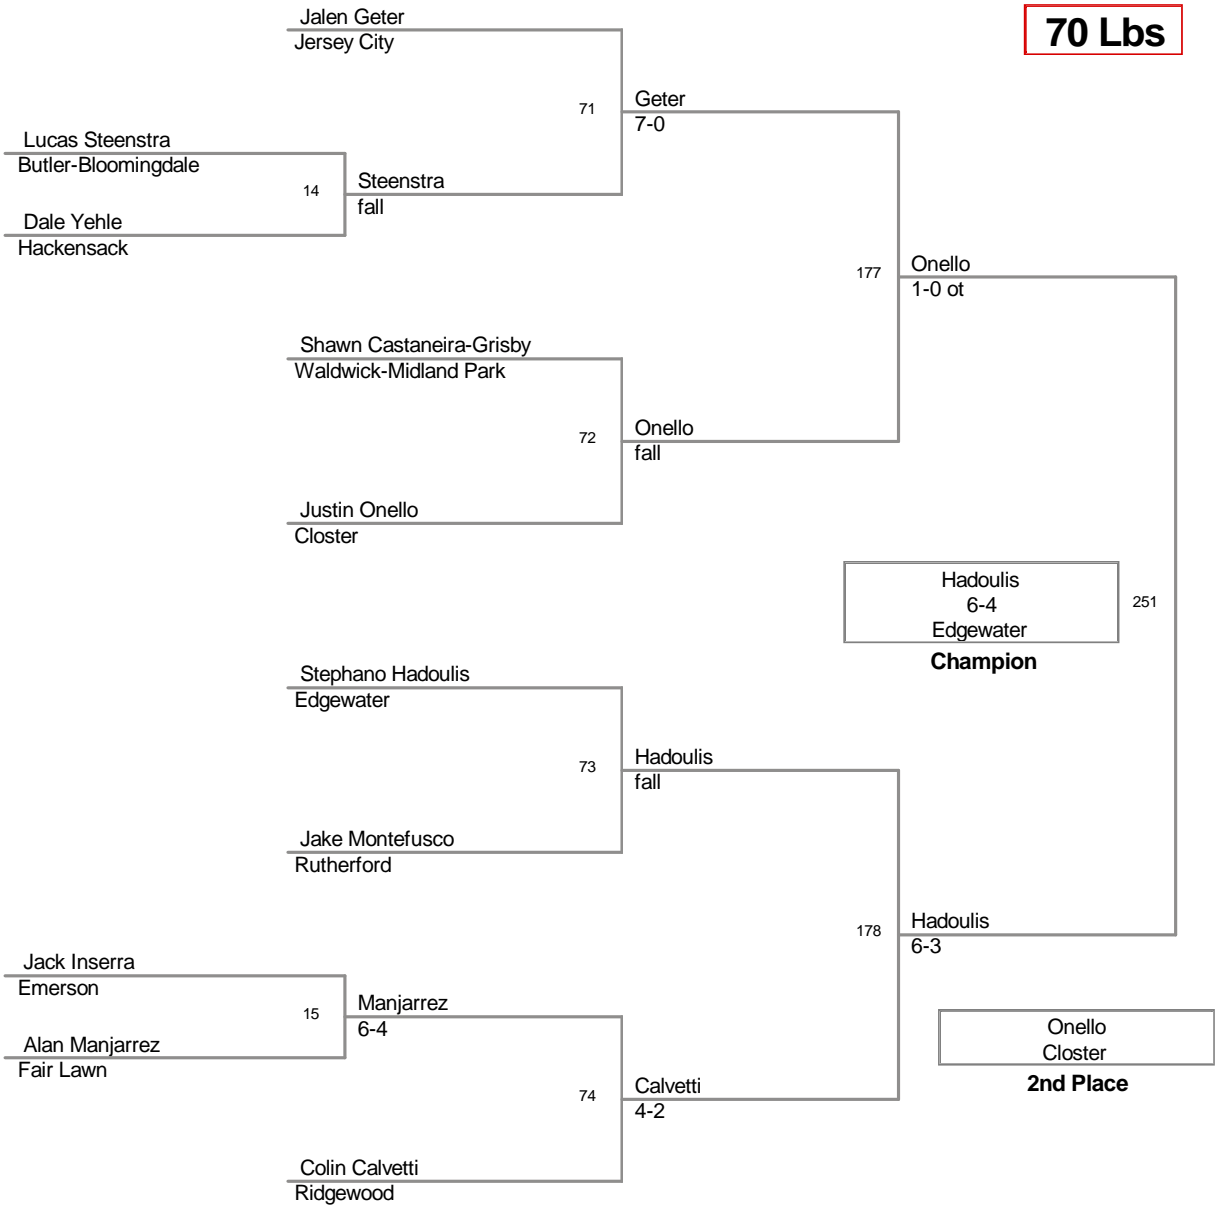 Jalen Geter
Jersey City
70 Lbs
71
Geter
7-0
Lucas Steenstra
Butler-Bloomingdale
14
Steenstra
fall
Dale Yehle
Hackensack
177
Onello
1-0 ot
Shawn Castaneira-Grisby
Waldwick-Midland Park
72
Onello
fall
Justin Onello
Closter
Hadoulis
6-4
Edgewater
251
Champion
Stephano Hadoulis
Edgewater
73
Hadoulis
fall
Jake Montefusco
Rutherford
178
Hadoulis
6-3
Jack Inserra
Emerson
15
Manjarrez
6-4
Alan Manjarrez
Fair Lawn
Onello
Closter
2nd Place
74
Calvetti
4-2
Colin Calvetti
Ridgewood